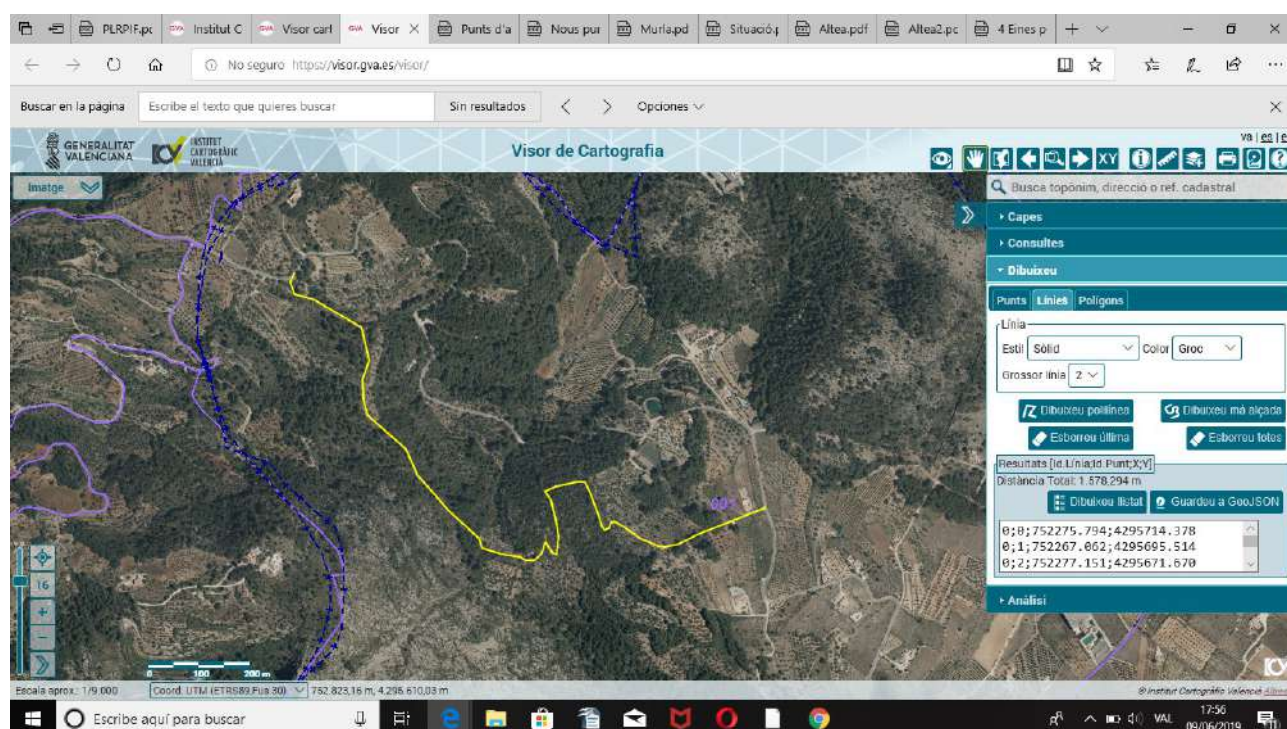 PLRPIF.pc
Institut C
Visor cart
Visor
Punts d'a
Nous pun
Murla.pd
Situació.p
Altea.pdf
Altea2.pc
4 Eines p
No seguro https://visor.gva.es/visor/
Buscar en la página Escribe el texto que quieres buscar Sin resultados Opciones
GENERALITAT VALENCIANA
INSTITUT CARTOGRÀFIC VALENCIÀ
Visor de Cartografia
va | es | e
XY
Imatge
Busca topònim, direcció o ref. cadastral
Capes
Consultes
Dibuixeu
Punts Línies Polígons
Línia
Estil Sòlid Color Groc
Grossor línia 2
Dibuixeu polilínea Dibuixeu mà alçada
Esborreu última Esborreu totes
Resultats [Id.Línia;Id.Punt;X;Y]
Distància Total: 1.578,294 m
Dibuixeu llistat Guardeu a GeoJSON
0;0;752275.794;4295714.378
0;1;752267.062;4295695.514
0;2;752277.151;4295671.670
Anàlisi
16
0 100 200 m
Escala aprox.: 1/9.000 Coord. UTM (ETRS89,Fus 30) 752.823,16 m, 4.296.610,03 m
© Institut Cartogràfic Valencià
Escribe aquí para buscar
VAL
17:56
09/06/2019